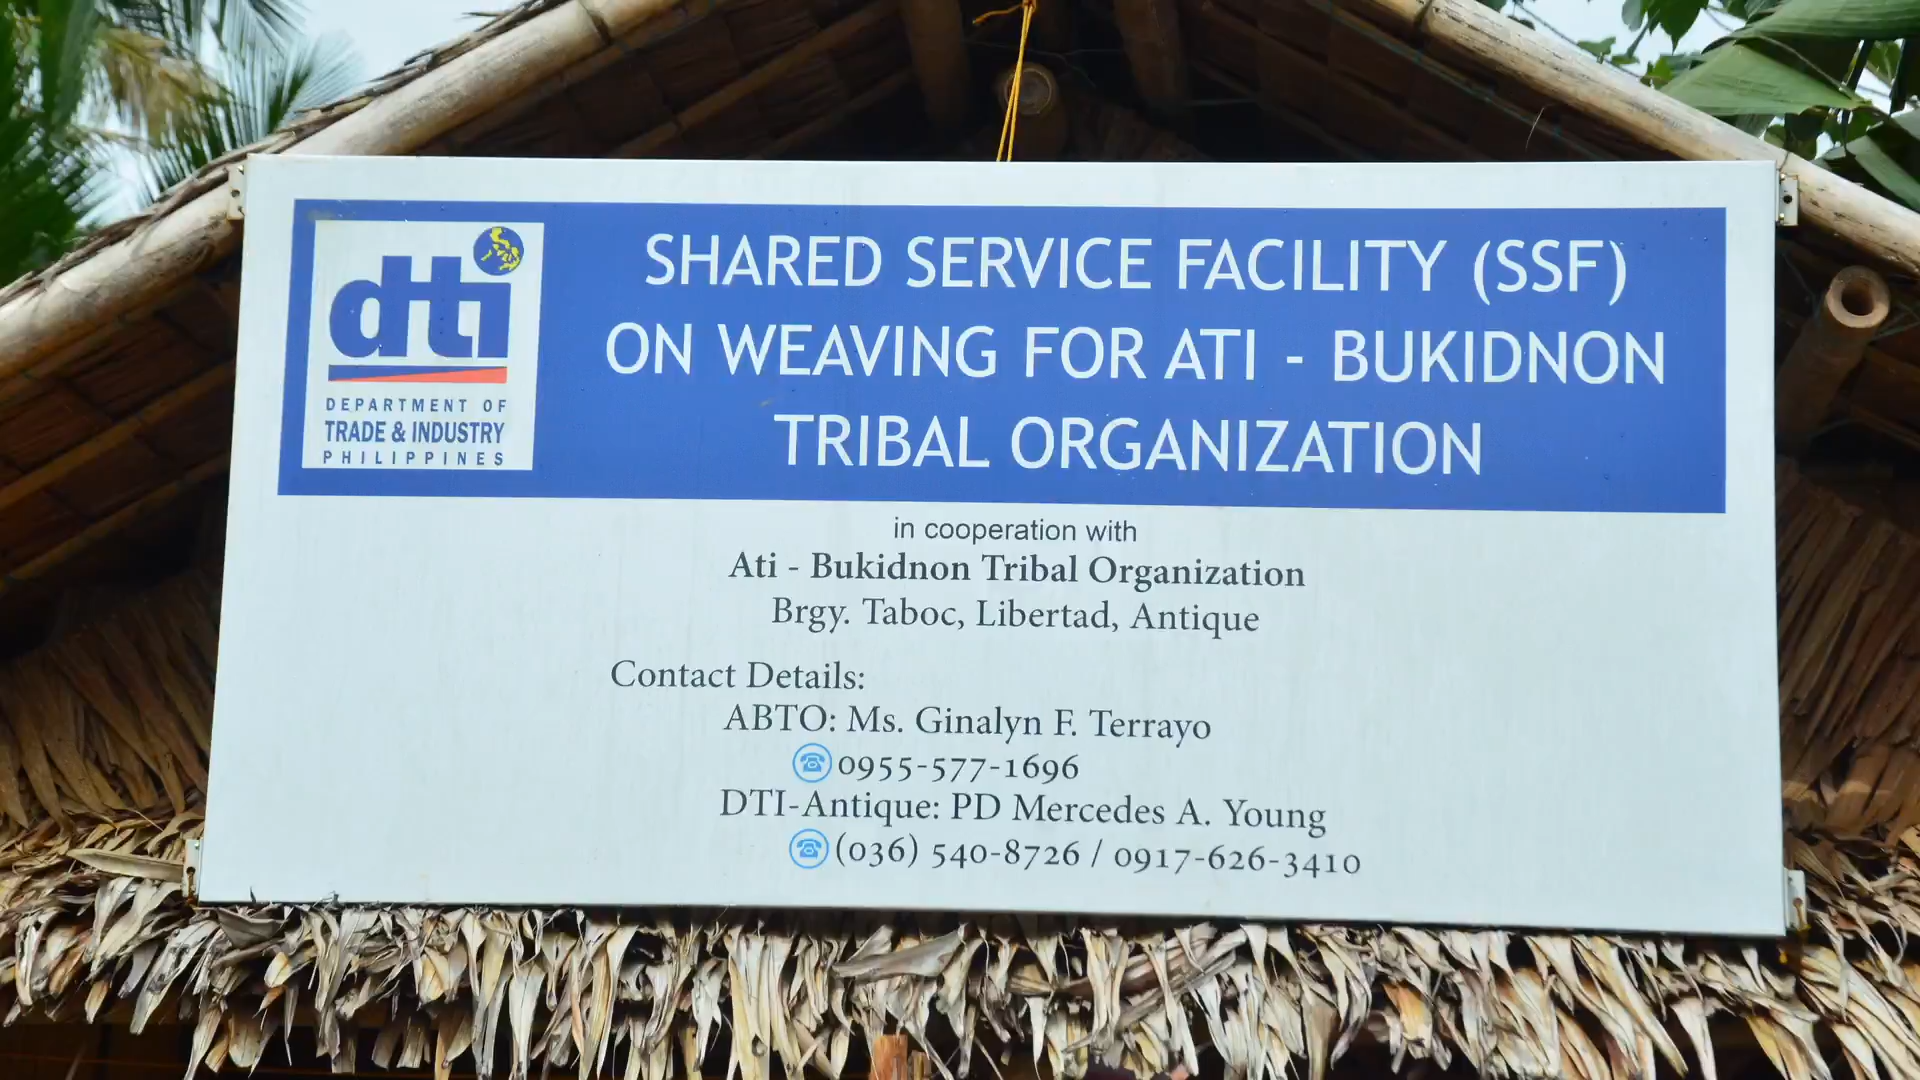 dti
DEPARTMENT OF
TRADE & INDUSTRY
PHILIPPINES
SHARED SERVICE FACILITY (SSF)
ON WEAVING FOR ATI - BUKIDNON
TRIBAL ORGANIZATION
in cooperation with
Ati - Bukidnon Tribal Organization
Brgy. Taboc, Libertad, Antique
Contact Details:
ABTO: Ms. Ginalyn F. Terrayo
0955-577-1696
DTI-Antique: PD Mercedes A. Young
(036) 540-8726 / 0917-626-3410